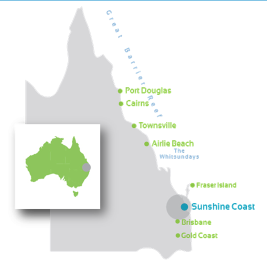 Great Barrier Reef
Port Douglas
Cairns
Townsville
Airlie Beach
The
Whitsundays
Fraser Island
Sunshine Coast
Brisbane
Gold Coast